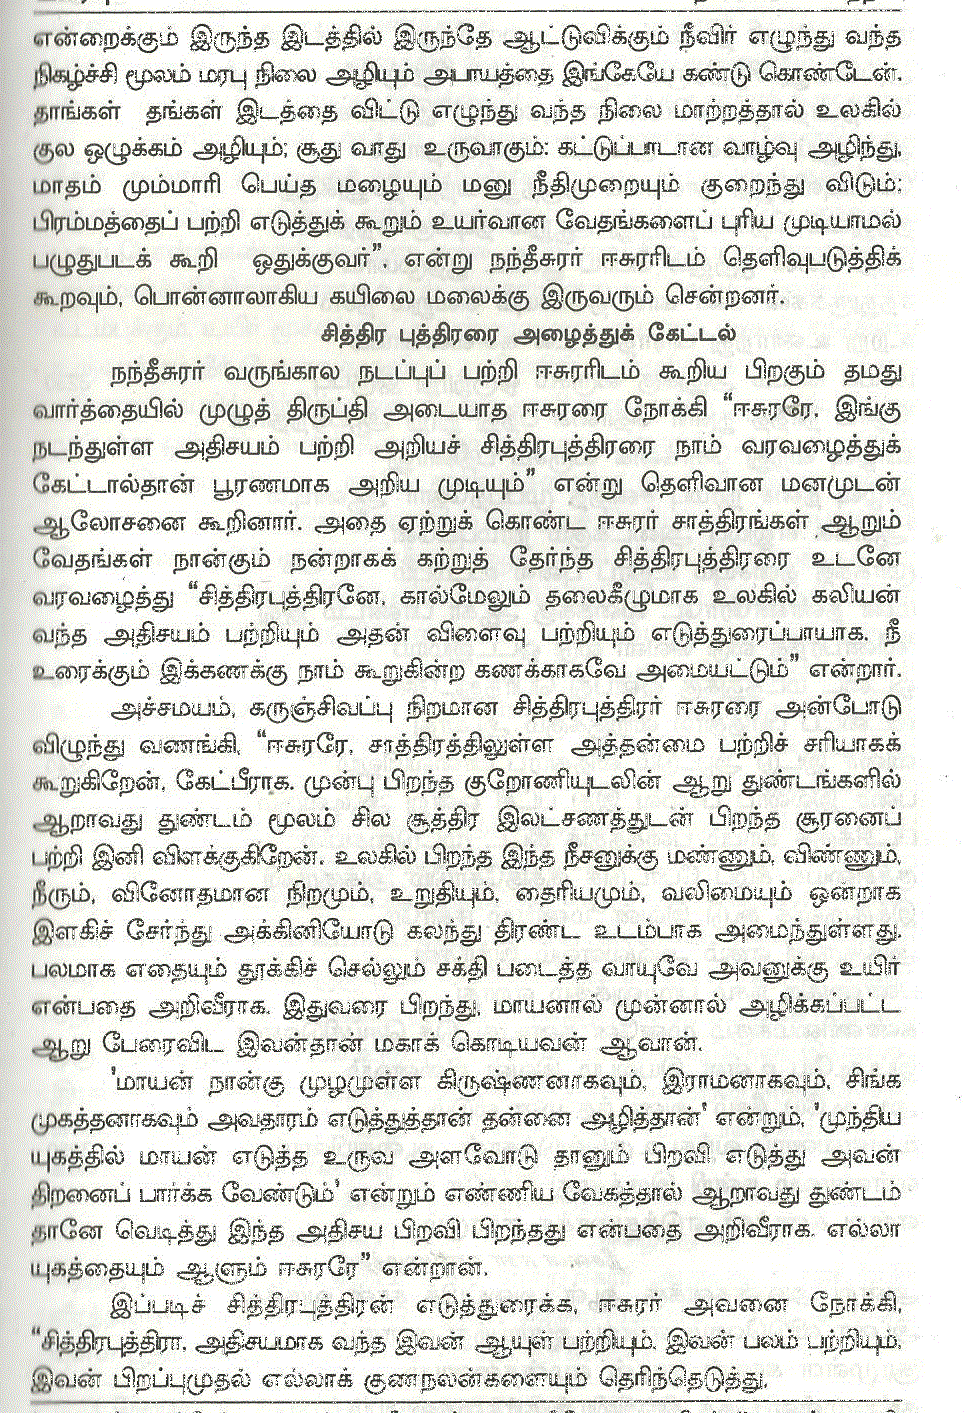 என்றைக்கும் இருந்த இடத்தில் இருந்தே ஆட்டுவிக்கும் நீவிர் எழுந்து வந்த
நிகழ்ச்சி மூலம் மரபு நிலை அழியும் அபாயத்தை இங்கேயே கண்டு கொண்டேன்.
தாங்கள் தங்கள் இடத்தை விட்டு எழுந்து வந்த நிலை மாற்றத்தால் உலகில்
குல ஒழுக்கம் அழியும்; சூது வாது உருவாகும்; கட்டுப்பாடான வாழ்வு அழிந்து,
மாதம் மும்மாரி பெய்த மழையும் மனு நீதிமுறையும் குறைந்து விடும்;
பிரம்மத்தைப் பற்றி எடுத்துக் கூறும் உயர்வான வேதங்களைப் புரிய முடியாமல்
பழுதுபடக் கூறி ஒதுக்குவர்", என்று நந்தீசுரர் ஈசுரரிடம் தெளிவுபடுத்திக்
கூறவும், பொன்னாலாகிய கயிலை மலைக்கு இருவரும் சென்றனர்.
சித்திர புத்திரரை அழைத்துக் கேட்டல்
நந்தீசுரர் வருங்கால நடப்புப் பற்றி ஈசுரரிடம் கூறிய பிறகும் தமது
வார்த்தையில் முழுத் திருப்தி அடையாத ஈசுரரை நோக்கி "ஈசுரரே, இங்கு
நடந்துள்ள அதிசயம் பற்றி அறியச் சித்திரபுத்திரரை நாம் வரவழைத்துக்
கேட்டால்தான் பூரணமாக அறிய முடியும்" என்று தெளிவான மனமுடன்
ஆலோசனை கூறினார். அதை ஏற்றுக் கொண்ட ஈசுரர் சாத்திரங்கள் ஆறும்
வேதங்கள் நான்கும் நன்றாகக் கற்றுத் தேர்ந்த சித்திரபுத்திரரை உடனே
வரவழைத்து "சித்திரபுத்திரனே, கால்மேலும் தலைகீழுமாக உலகில் கலியன்
வந்த அதிசயம் பற்றியும் அதன் விளைவு பற்றியும் எடுத்துரைப்பாயாக. நீ
உரைக்கும் இக்கணக்கு நாம் கூறுகின்ற கணக்காகவே அமையட்டும்" என்றார்.
அச்சமயம், கருஞ்சிவப்பு நிறமான சித்திரபுத்திரர் ஈசுரரை அன்போடு
விழுந்து வணங்கி, "ஈசுரரே, சாத்திரத்திலுள்ள அத்தன்மை பற்றிச் சரியாகக்
கூறுகிறேன், கேட்பீராக. முன்பு பிறந்த குறோணியுடலின் ஆறு துண்டங்களில்
ஆறாவது துண்டம் மூலம் சில சூத்திர இலட்சணத்துடன் பிறந்த சூரனைப்
பற்றி இனி விளக்குகிறேன். உலகில் பிறந்த இந்த நீசனுக்கு மண்ணும், விண்ணும்,
நீரும், வினோதமான நிறமும், உறுதியும், தைரியமும், வலிமையும் ஒன்றாக
இளகிச் சேர்ந்து அக்கினியோடு கலந்து திரண்ட உடம்பாக அமைந்துள்ளது.
பலமாக எதையும் தூக்கிச் செல்லும் சக்தி படைத்த வாயுவே அவனுக்கு உயிர்
என்பதை அறிவீராக. இதுவரை பிறந்து, மாயனால் முன்னால் அழிக்கப்பட்ட
ஆறு பேரைவிட இவன்தான் மகாக் கொடியவன் ஆவான்.
'மாயன் நான்கு முழமுள்ள கிருஷ்ணனாகவும், இராமனாகவும், சிங்க
முகத்தனாகவும் அவதாரம் எடுத்துத்தான் தன்னை அழித்தான்' என்றும், 'முந்திய
யுகத்தில் மாயன் எடுத்த உருவ அளவோடு தானும் பிறவி எடுத்து அவன்
திறனைப் பார்க்க வேண்டும்' என்றும் எண்ணிய வேகத்தால் ஆறாவது துண்டம்
தானே வெடித்து இந்த அதிசய பிறவி பிறந்தது என்பதை அறிவீராக. எல்லா
யுகத்தையும் ஆளும் ஈசுரரே" என்றான்.
இப்படிச் சித்திரபுத்திரன் எடுத்துரைக்க, ஈசுரர் அவனை நோக்கி,
"சித்திரபுத்திரா, அதிசயமாக வந்த இவன் ஆயுள் பற்றியும், இவன் பலம் பற்றியும்,
இவன் பிறப்புமுதல் எல்லாக் குணநலன்களையும் தெரிந்தெடுத்து,